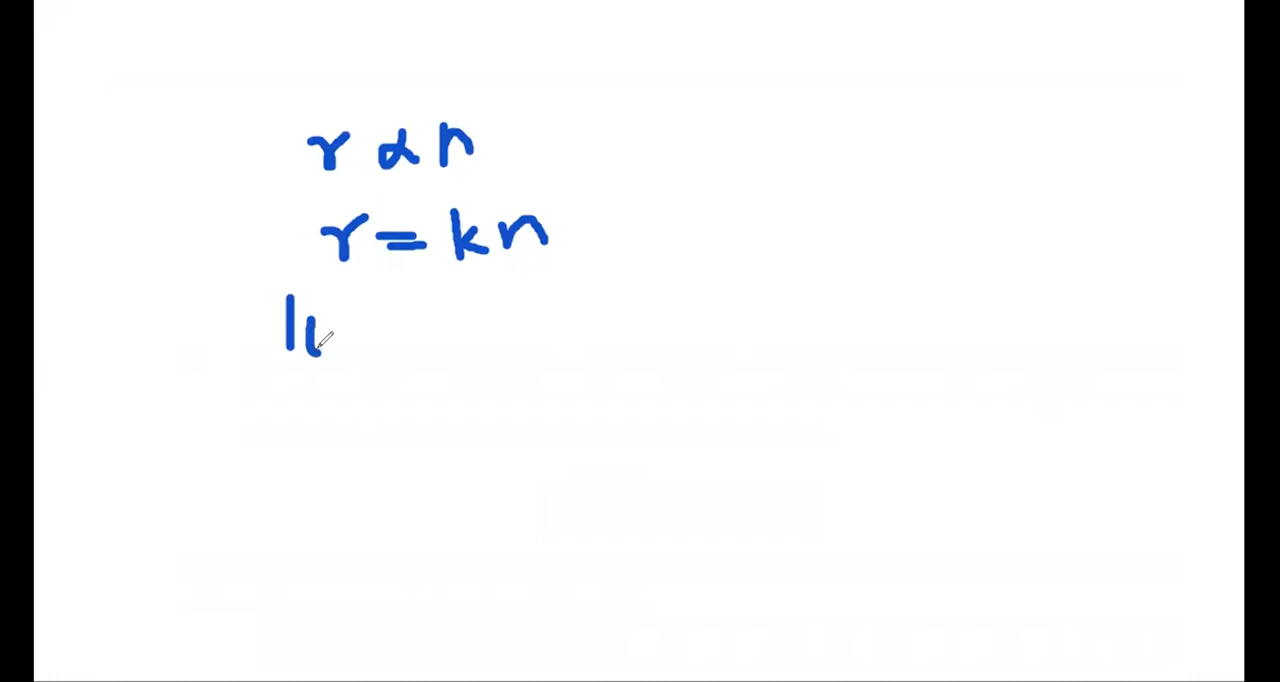 r ∝ n
r = kn